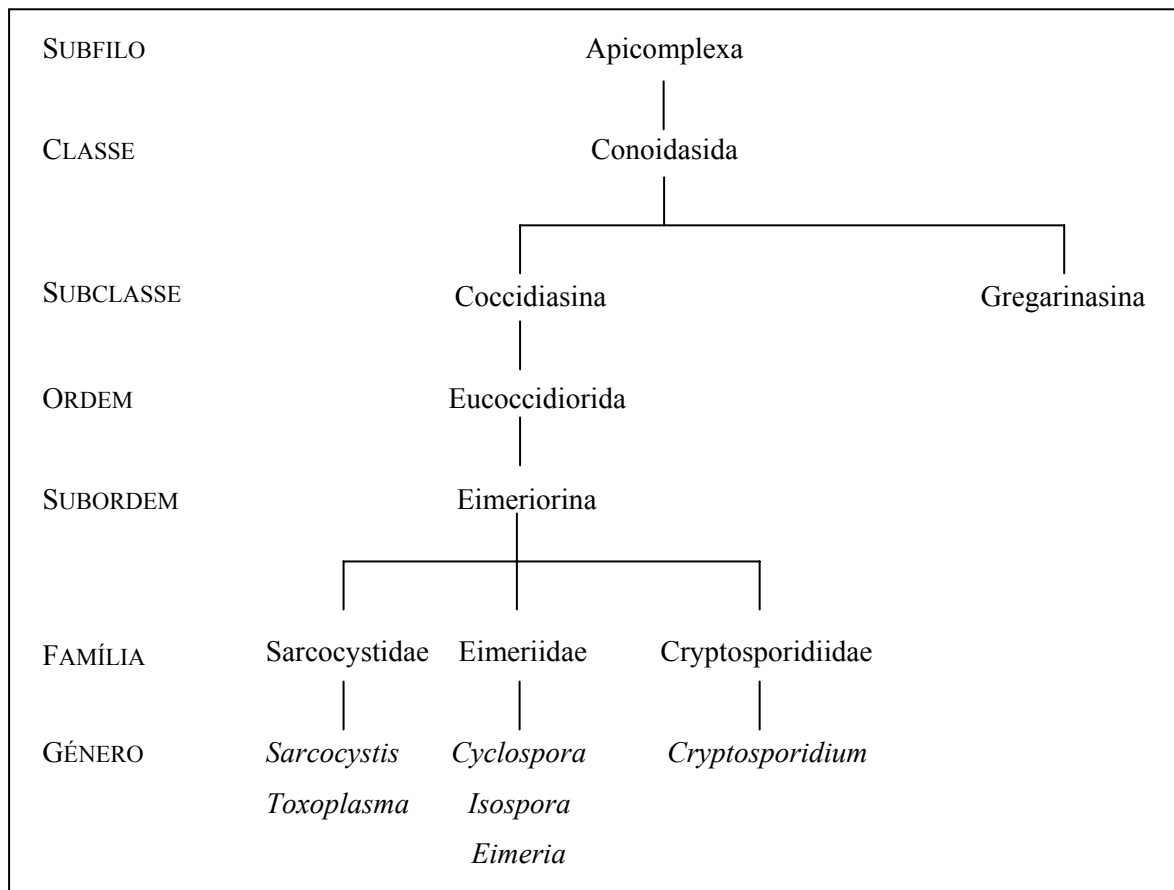 SUBFILO Apicomplexa
CLASSE Conoidasida
SUBCLASSE Coccidiasina Gregarinasina
ORDEM Eucoccidiorida
SUBORDEM Eimeriorina
FAMÍLIA Sarcocystidae Eimeriidae Cryptosporidiidae
GÉNERO Sarcocystis Cyclospora Cryptosporidium
Toxoplasma Isospora
Eimeria